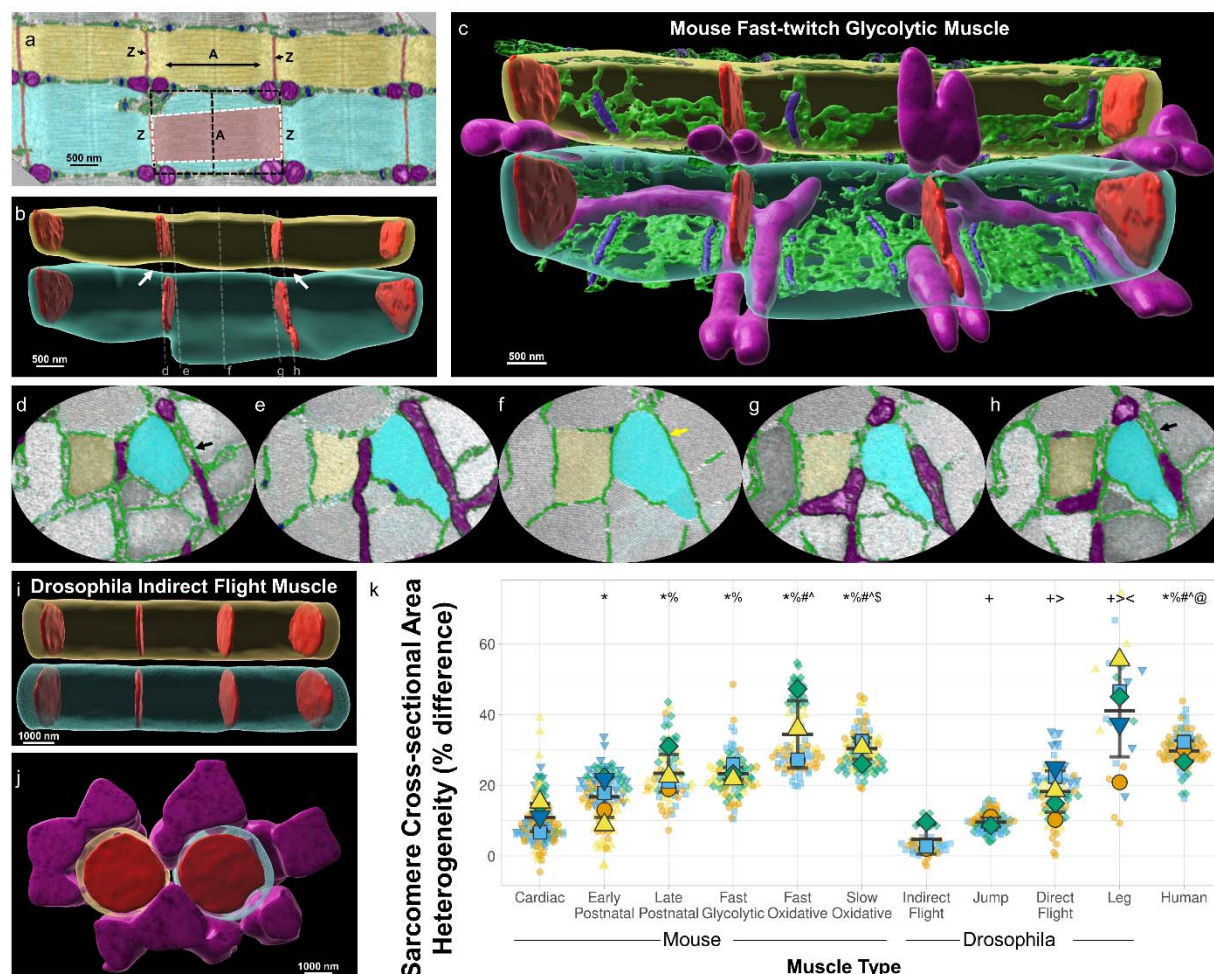 a
Z
A
Z
Z
A
Z
500 nm
b
500 nm
d
e
f
g
h
c
Mouse Fast-twitch Glycolytic Muscle
500 nm
d
e
f
g
h
i
Drosophila Indirect Flight Muscle
1000 nm
j
1000 nm
k
Sarcomere Cross-sectional Area
Heterogeneity (% difference)
60
40
20
0
*
*%
*%
*%#^
*%#^$
+
+>
+><
*%#^@
Cardiac
Early
Postnatal
Late
Postnatal
Fast
Glycolytic
Fast
Oxidative
Slow
Oxidative
Indirect
Flight
Jump
Direct
Flight
Leg
Human
Mouse
Drosophila
Muscle Type